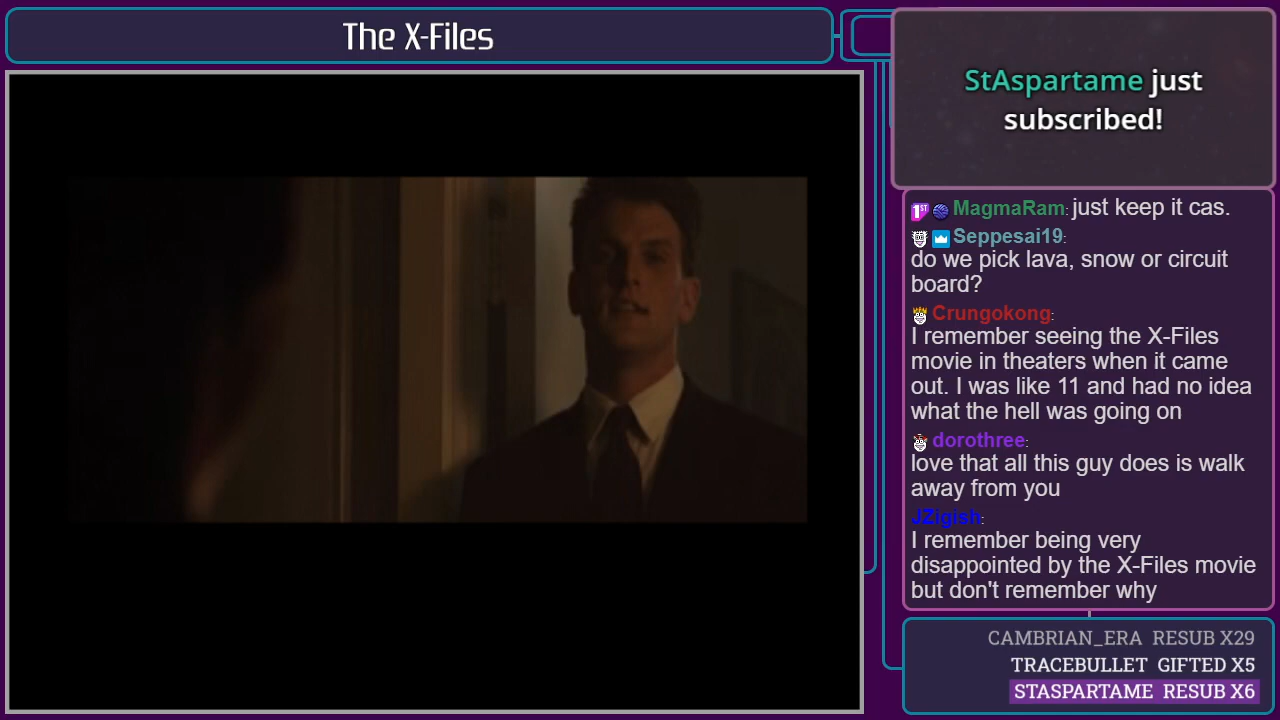 The X-Files
StAspartame just
subscribed!
1ST MagmaRam: just keep it cas.
Seppesai19:
do we pick lava, snow or circuit
board?
Crungokong:
I remember seeing the X-Files
movie in theaters when it came
out. I was like 11 and had no idea
what the hell was going on
dorothree:
love that all this guy does is walk
away from you
JZigish:
I remember being very
disappointed by the X-Files movie
but don't remember why
CAMBRIAN_ERA RESUB X29
TRACEBULLET GIFTED X5
STASPARTAME RESUB X6